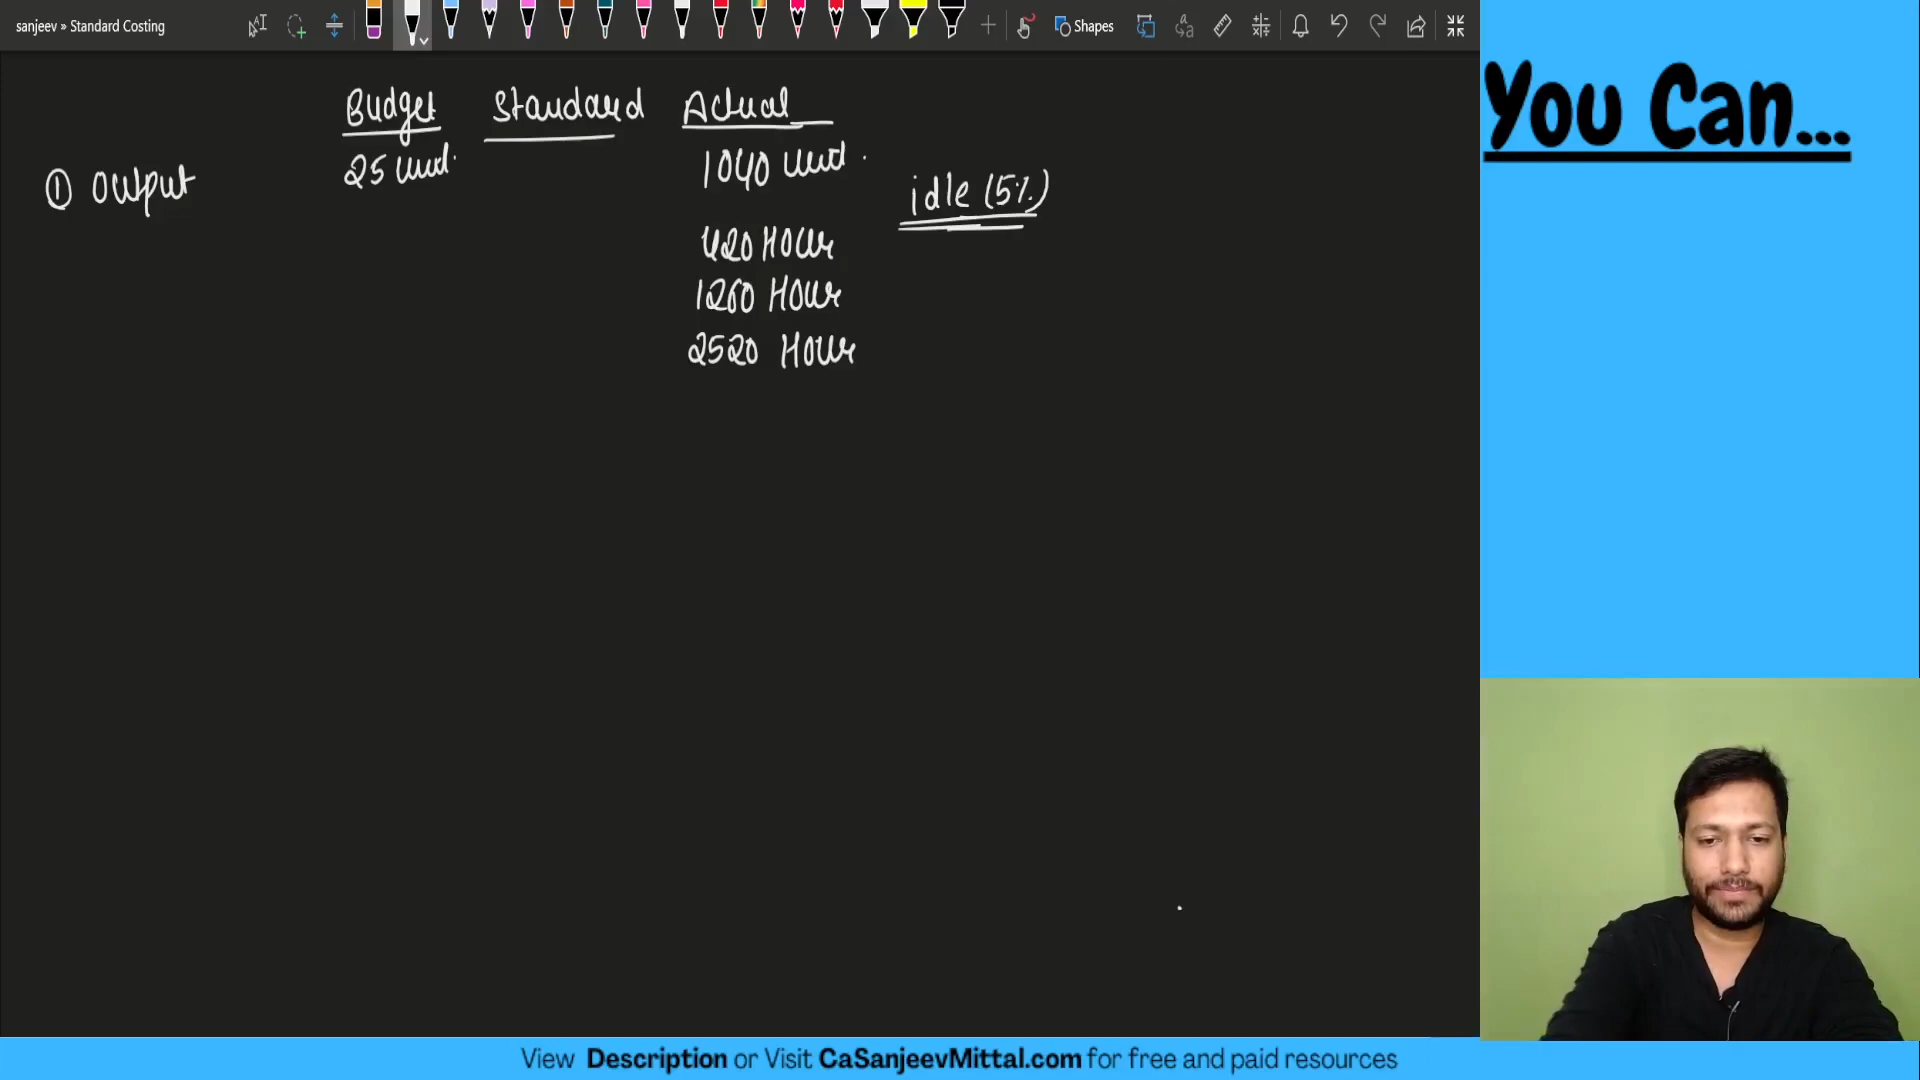 sanjeev » Standard Costing
Shapes
You Can...
Budget Standard Actual
① Output 25 unit. 1040 unit.
idle (5%)
420 Hour
1260 Hour
2520 Hour
View Description or Visit CaSanjeevMittal.com for free and paid resources